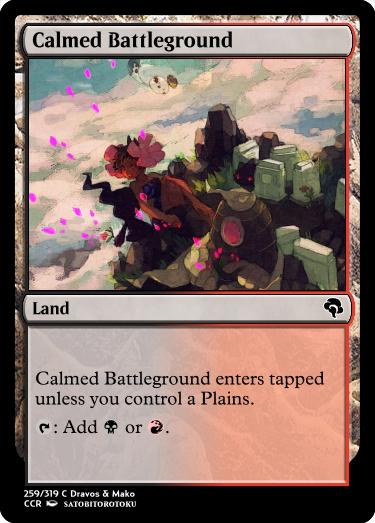 Calmed Battleground
Land
Calmed Battleground enters tapped
unless you control a Plains.
: Add or .
259/319 C Dravos & Mako
CCR SATOBITOROTOKU